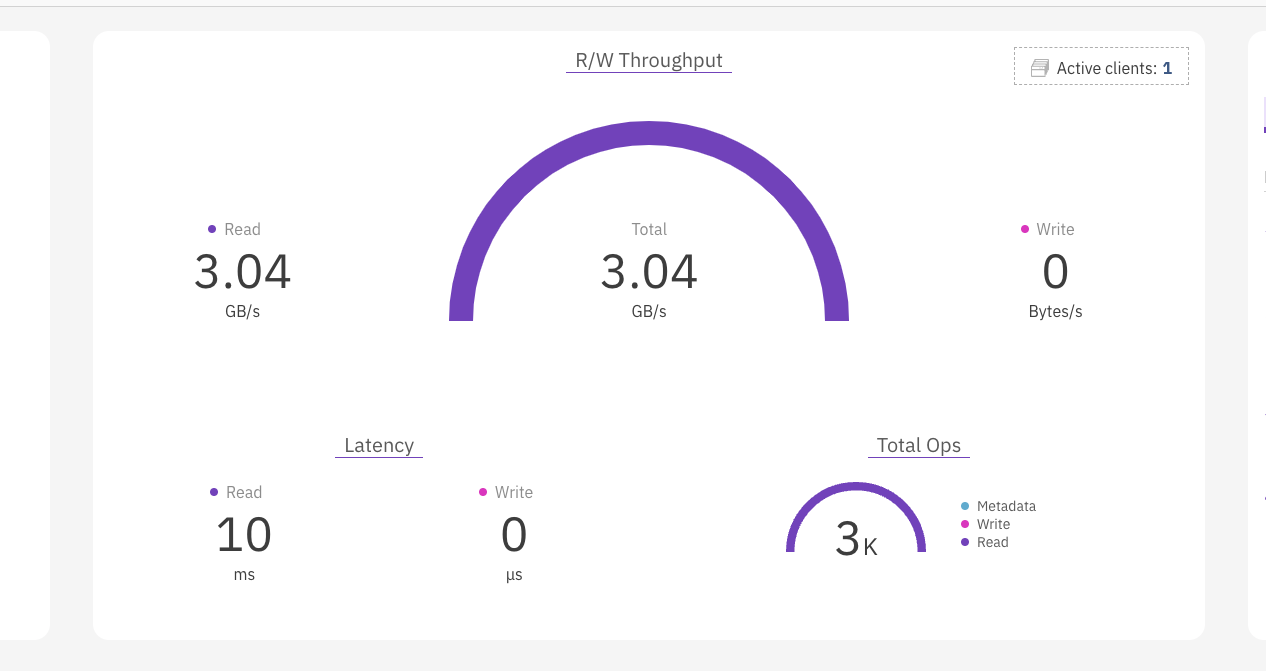 R/W Throughput
Active clients: 1
Read
3.04
GB/s
Total
3.04
GB/s
Write
0
Bytes/s
Latency
Read
10
ms
Write
0
µs
Total Ops
3 K
Metadata
Write
Read